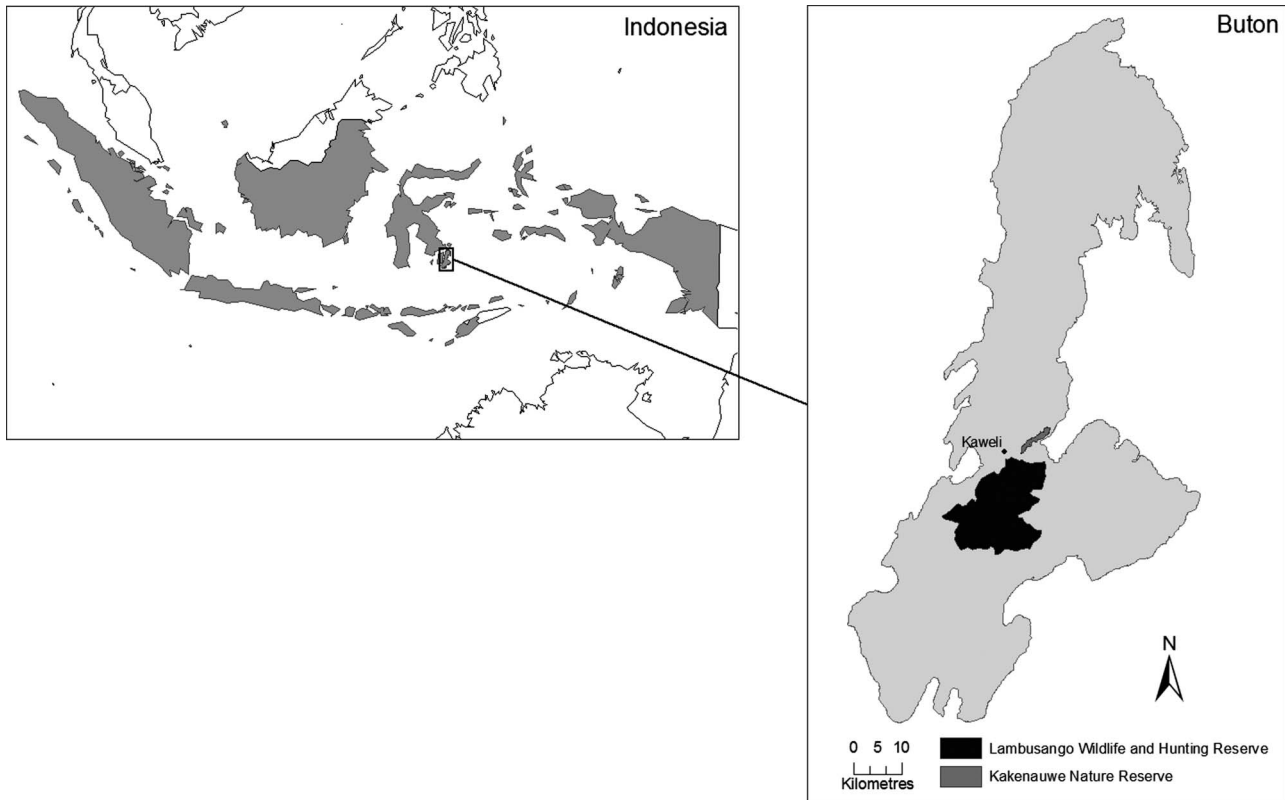 Indonesia
Buton
Kaweli
N
0 5 10
Kilometres
Lambusango Wildlife and Hunting Reserve
Kakenauwe Nature Reserve